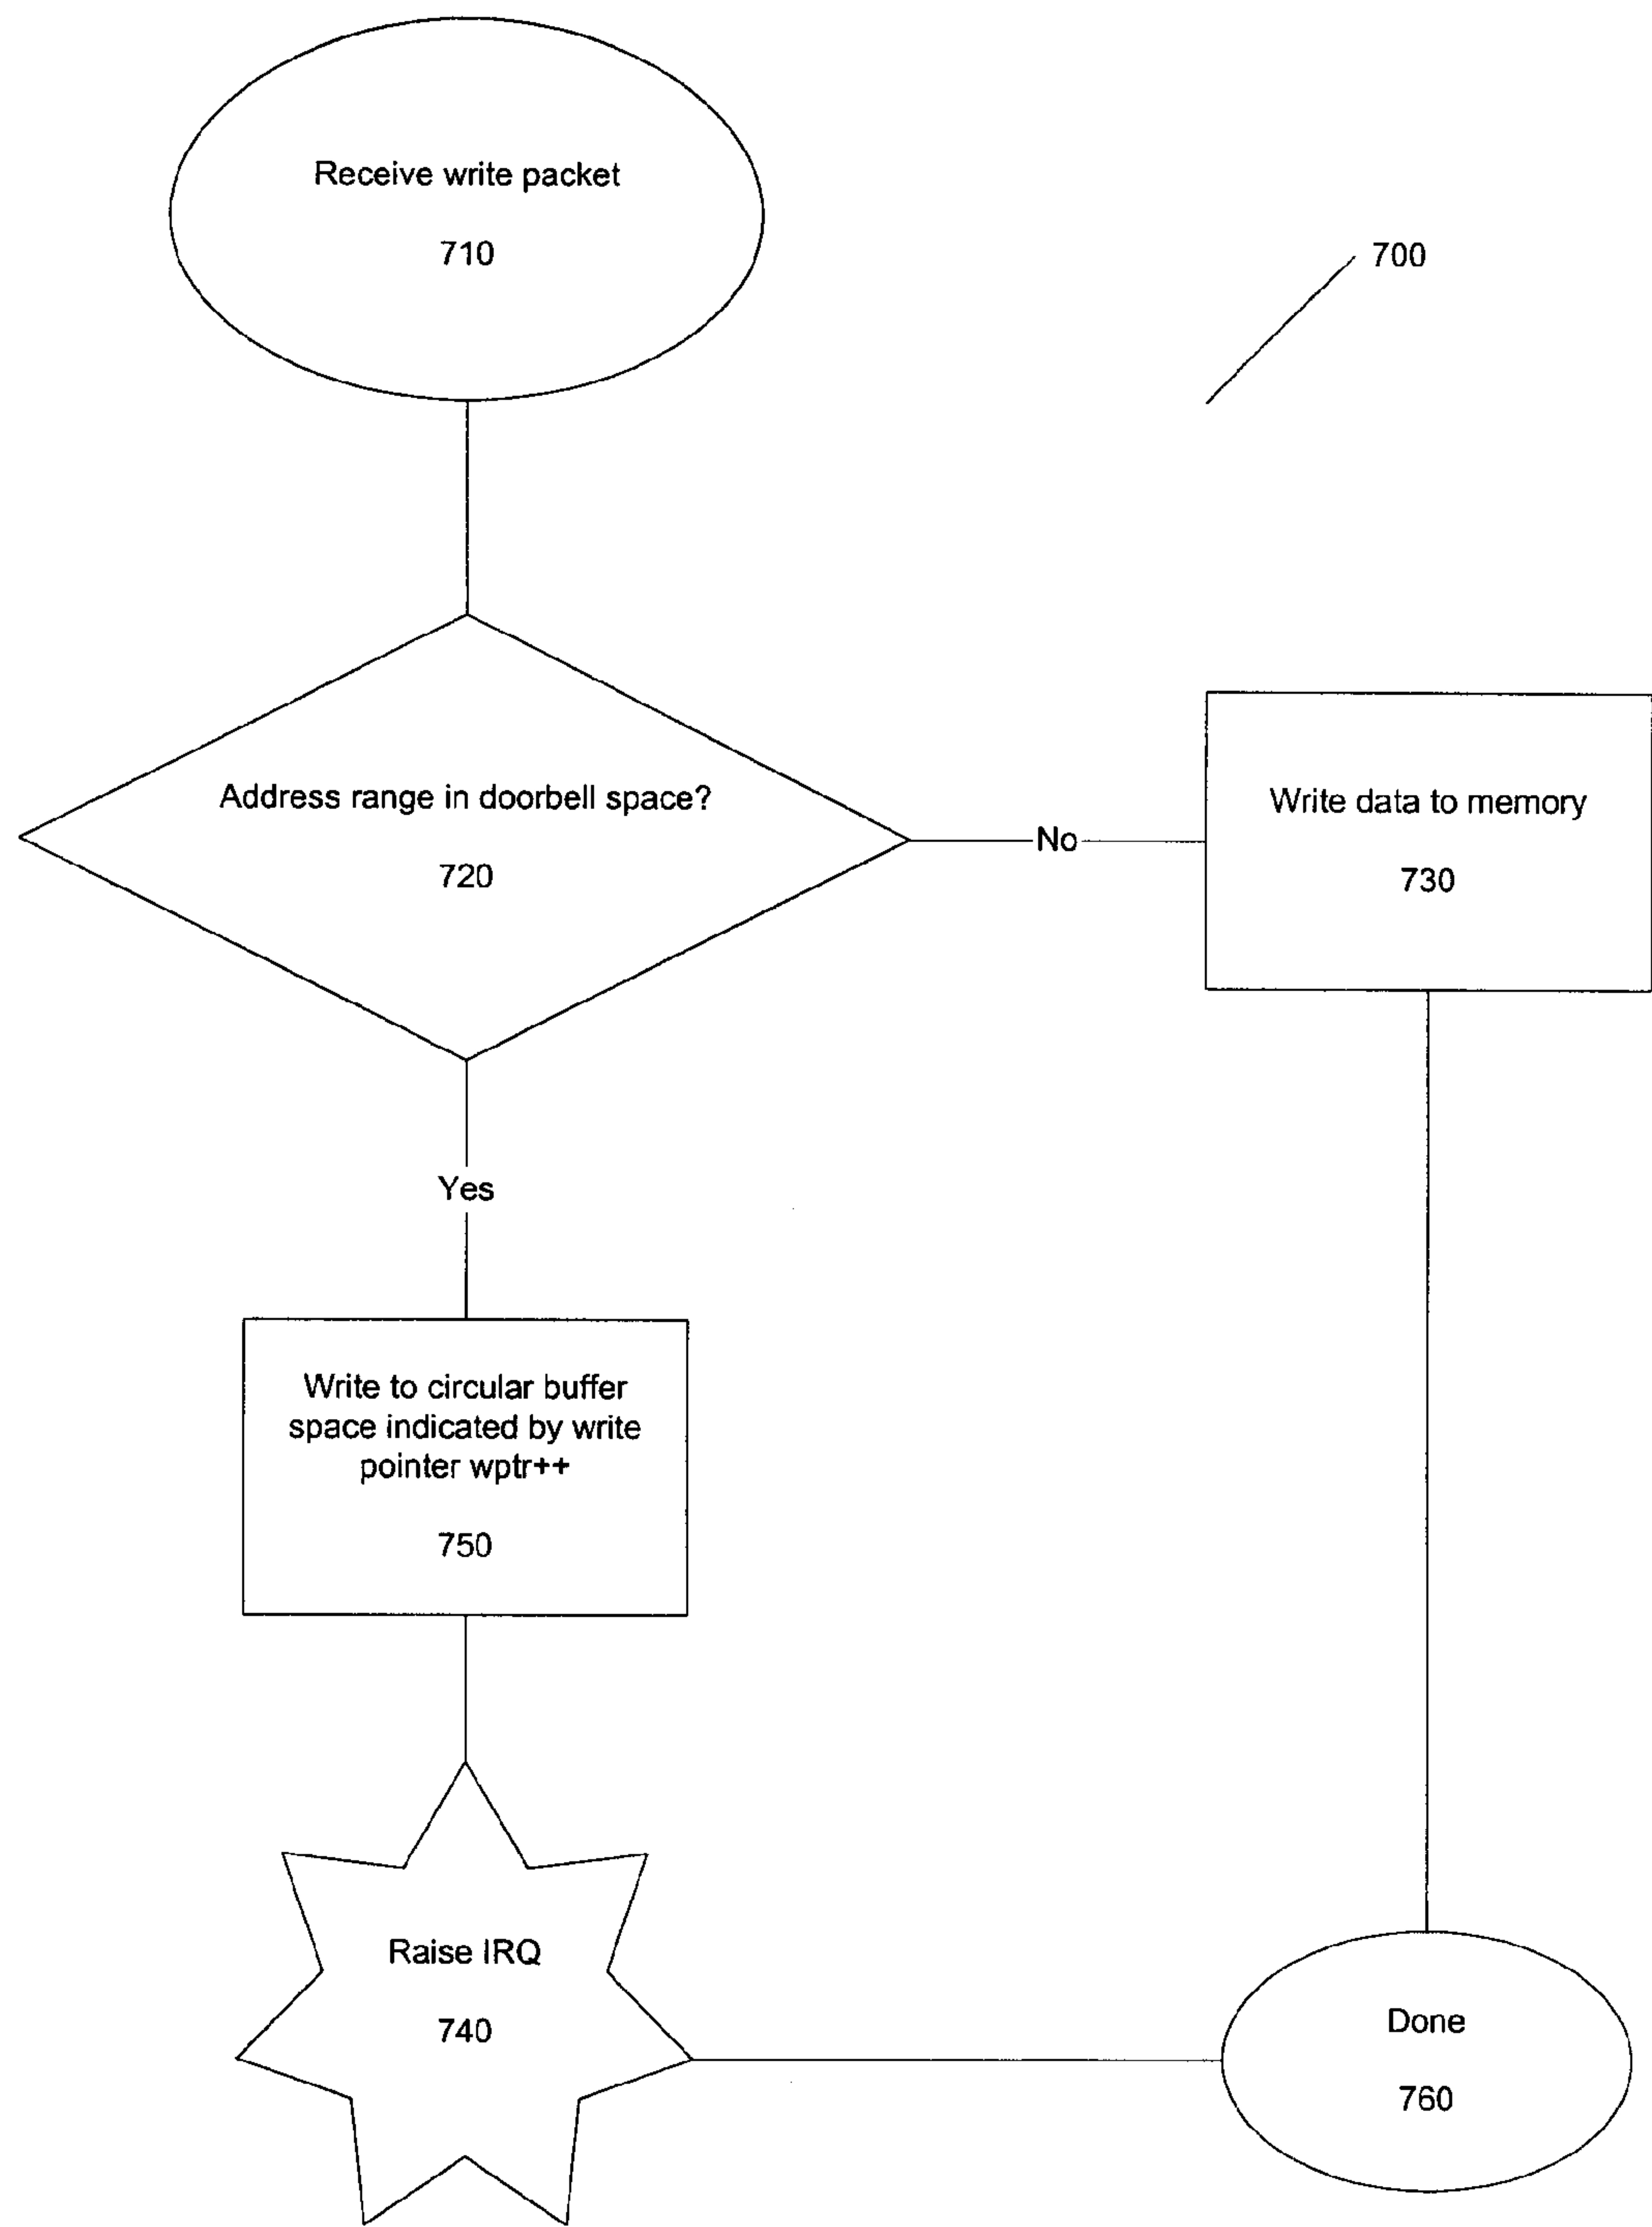 Receive write packet
710
700
Address range in doorbell space?
720
No
Write data to memory
730
Yes
Write to circular buffer
space indicated by write
pointer wptr++
750
Raise IRQ
740
Done
760